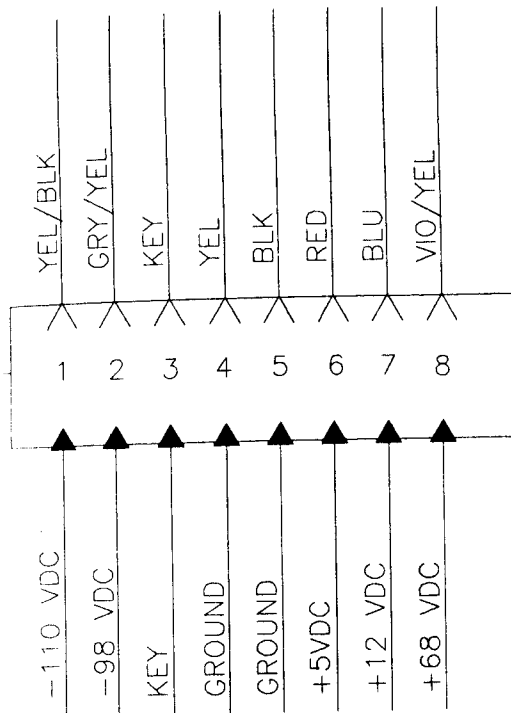 YEL/BLK
GRY/YEL
KEY
YEL
BLK
RED
BLU
VIO/YEL
1 2 3 4 5 6 7 8
-110 VDC
-98 VDC
KEY
GROUND
GROUND
+5VDC
+12 VDC
+68 VDC